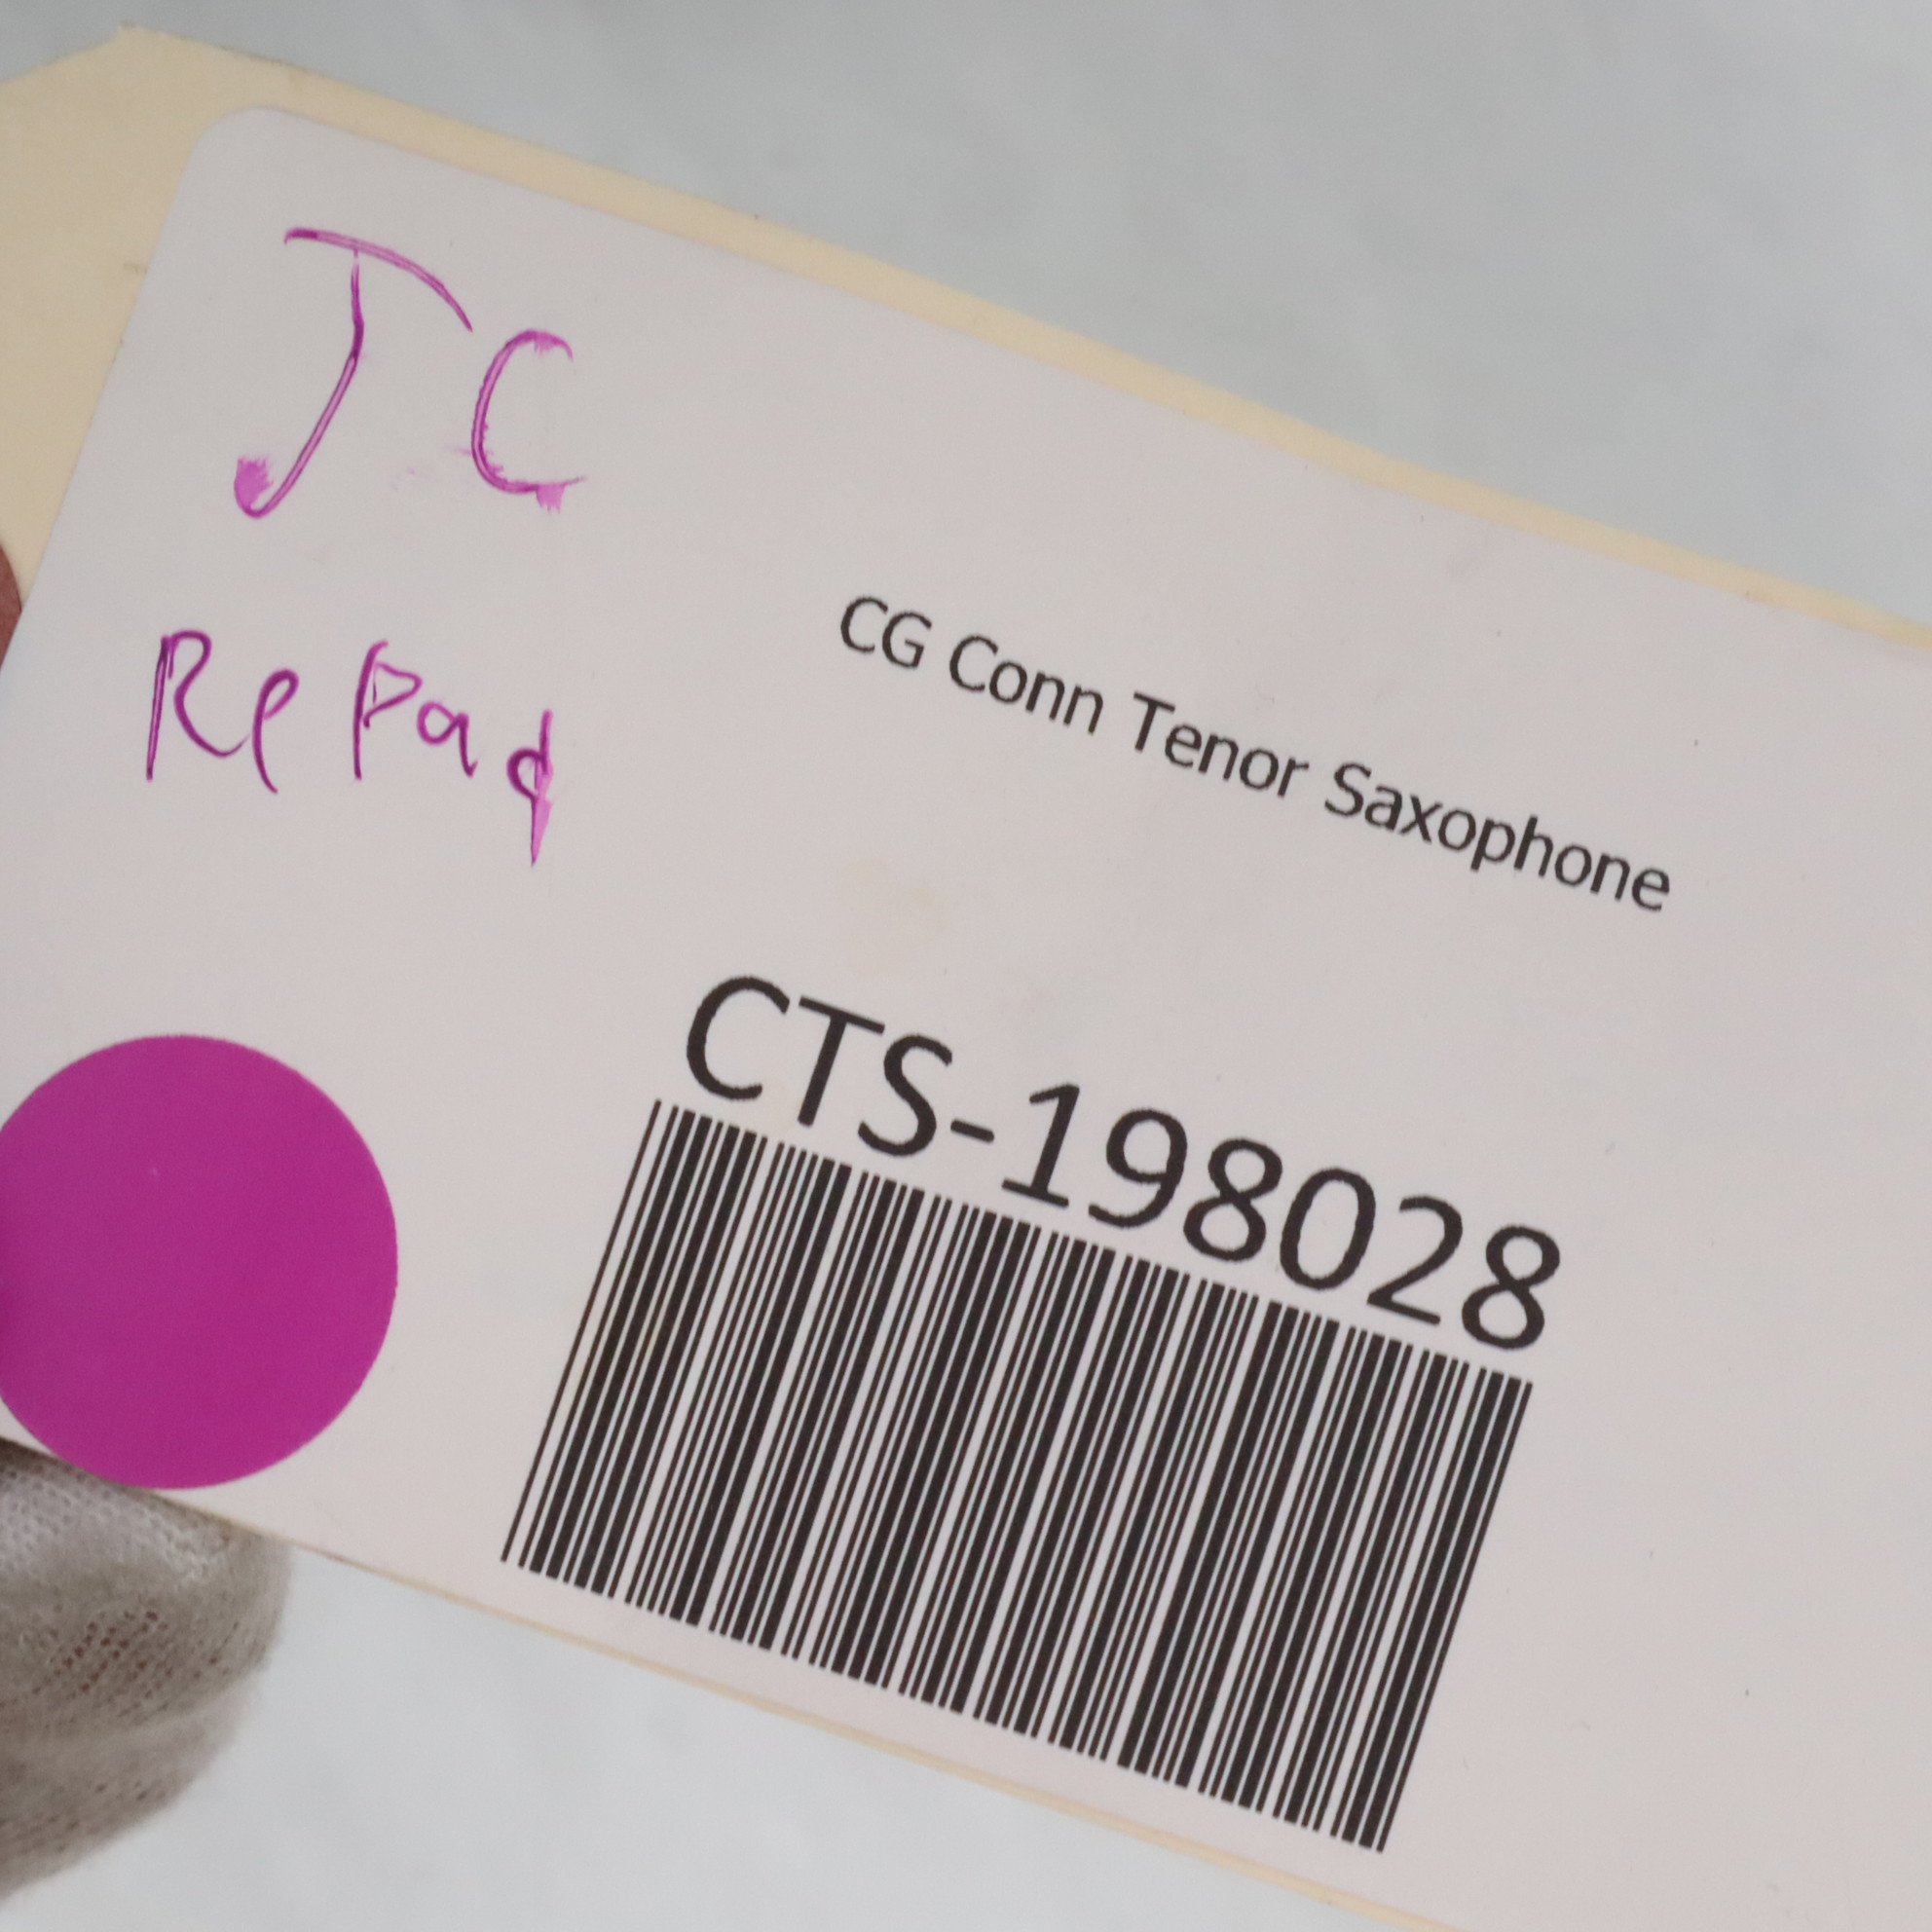 JC
RePad
CG Conn Tenor Saxophone
CTS-198028